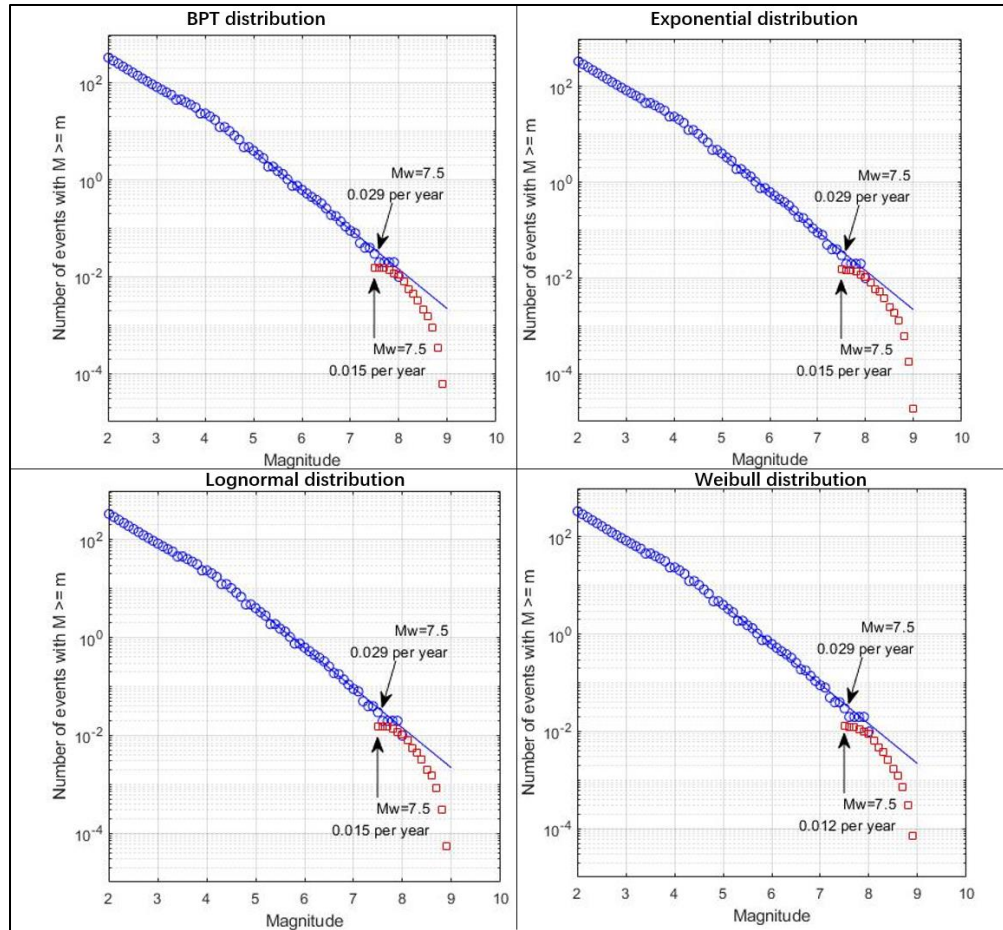 BPT distribution
Number of events with M >= m
10^2
10^0
10^-2
10^-4
Mw=7.5
0.029 per year
Mw=7.5
0.015 per year
2 3 4 5 6 7 8 9 10
Magnitude
Exponential distribution
Number of events with M >= m
10^2
10^0
10^-2
10^-4
Mw=7.5
0.029 per year
Mw=7.5
0.015 per year
2 3 4 5 6 7 8 9 10
Magnitude
Lognormal distribution
Number of events with M >= m
10^2
10^0
10^-2
10^-4
Mw=7.5
0.029 per year
Mw=7.5
0.015 per year
2 3 4 5 6 7 8 9 10
Magnitude
Weibull distribution
Number of events with M >= m
10^2
10^0
10^-2
10^-4
Mw=7.5
0.029 per year
Mw=7.5
0.012 per year
2 3 4 5 6 7 8 9 10
Magnitude